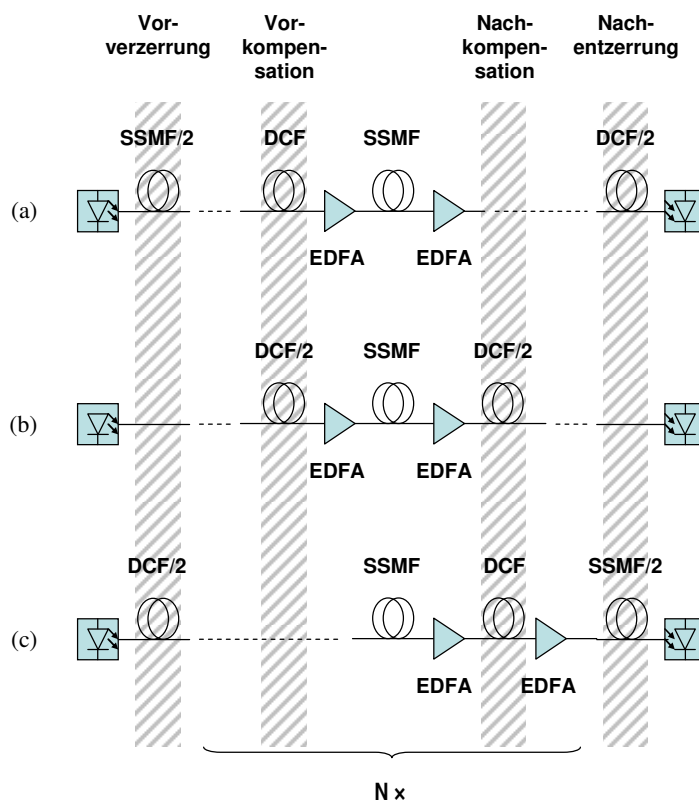 Vor-
verzerrung
Vor-
kompen-
sation
Nach-
kompen-
sation
Nach-
entzerrung
SSMF/2
DCF
SSMF
DCF/2
(a)
EDFA
EDFA
DCF/2
SSMF
DCF/2
(b)
EDFA
EDFA
DCF/2
SSMF
DCF
SSMF/2
(c)
EDFA
EDFA
N ×